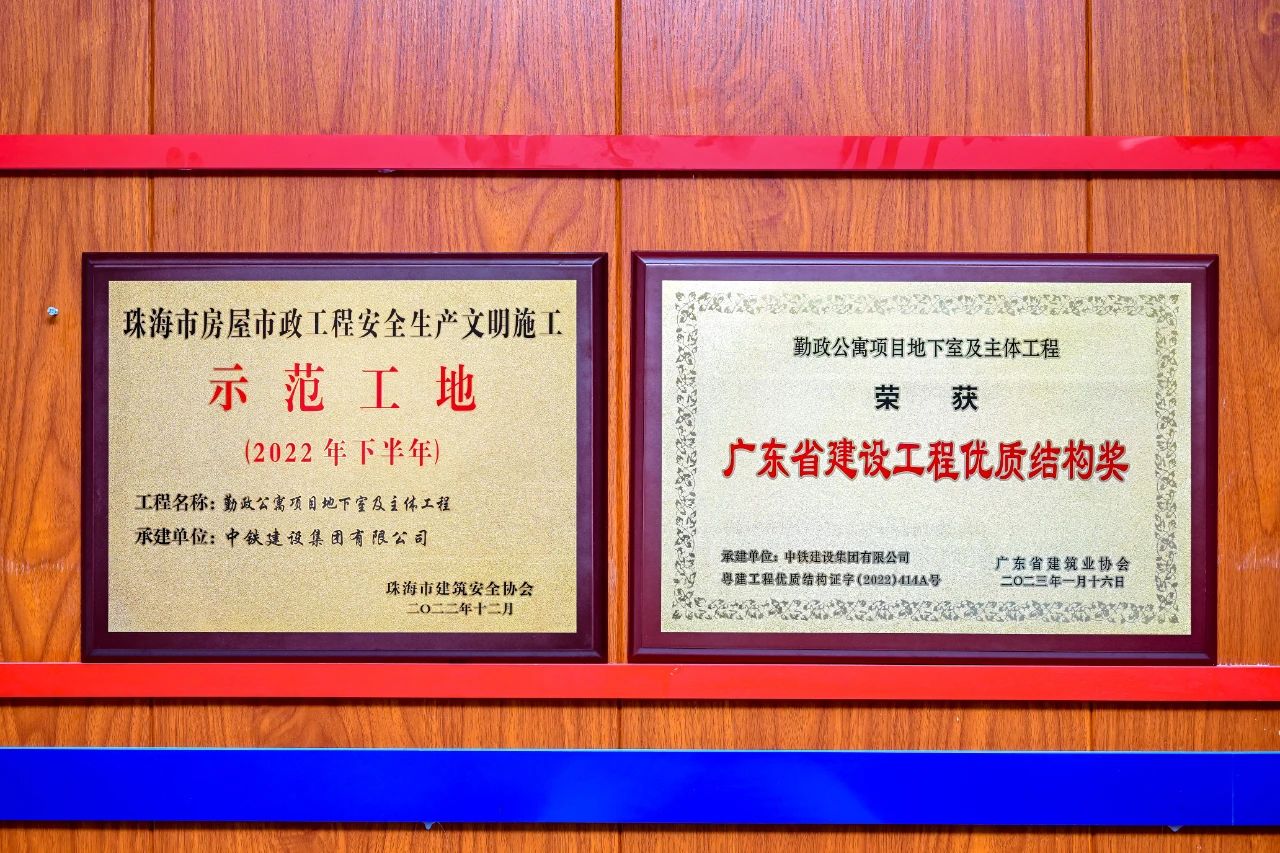 珠海市房屋市政工程安全生产文明施工
示范工地
(2022年下半年)
工程名称：勤政公寓项目地下室及主体工程
承建单位：中铁建设集团有限公司
珠海市建筑安全协会
二〇二二年十二月
勤政公寓项目地下室及主体工程
荣获
广东省建设工程优质结构奖
承建单位：中铁建设集团有限公司
粤建工程优质结构证字(2022)414A号
广东省建筑业协会
二〇二三年一月十六日